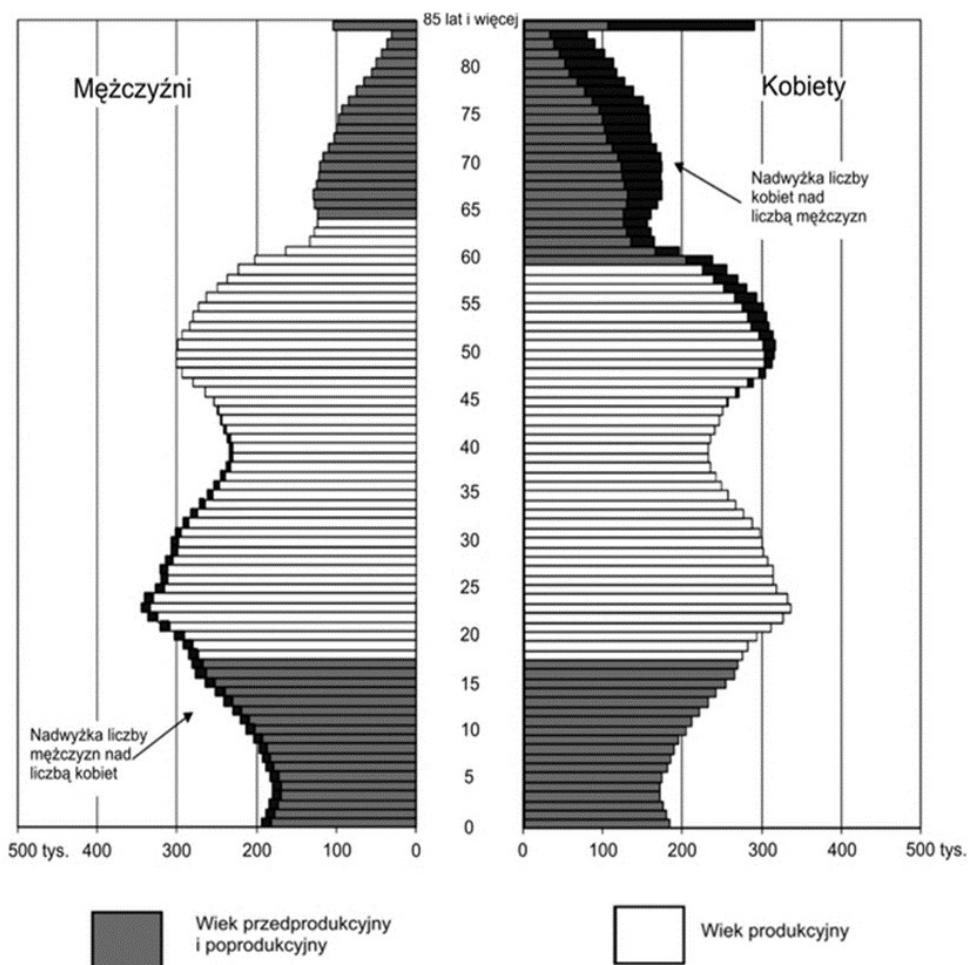 85 lat i więcej
Mężczyźni
Kobiety
80
75
70
65
60
55
50
45
40
35
30
25
20
15
10
5
0
Nadwyżka liczby
kobiet nad
liczbą mężczyzn
Nadwyżka liczby
mężczyzn nad
liczbą kobiet
500 tys. 400 300 200 100 0
0 100 200 300 400 500 tys.
Wiek przedprodukcyjny
i poprodukcyjny
Wiek produkcyjny